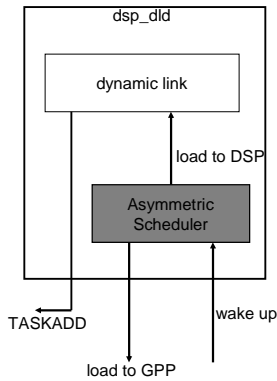 dsp_dld
dynamic link
load to DSP
Asymmetric
Scheduler
wake up
TASKADD
load to GPP